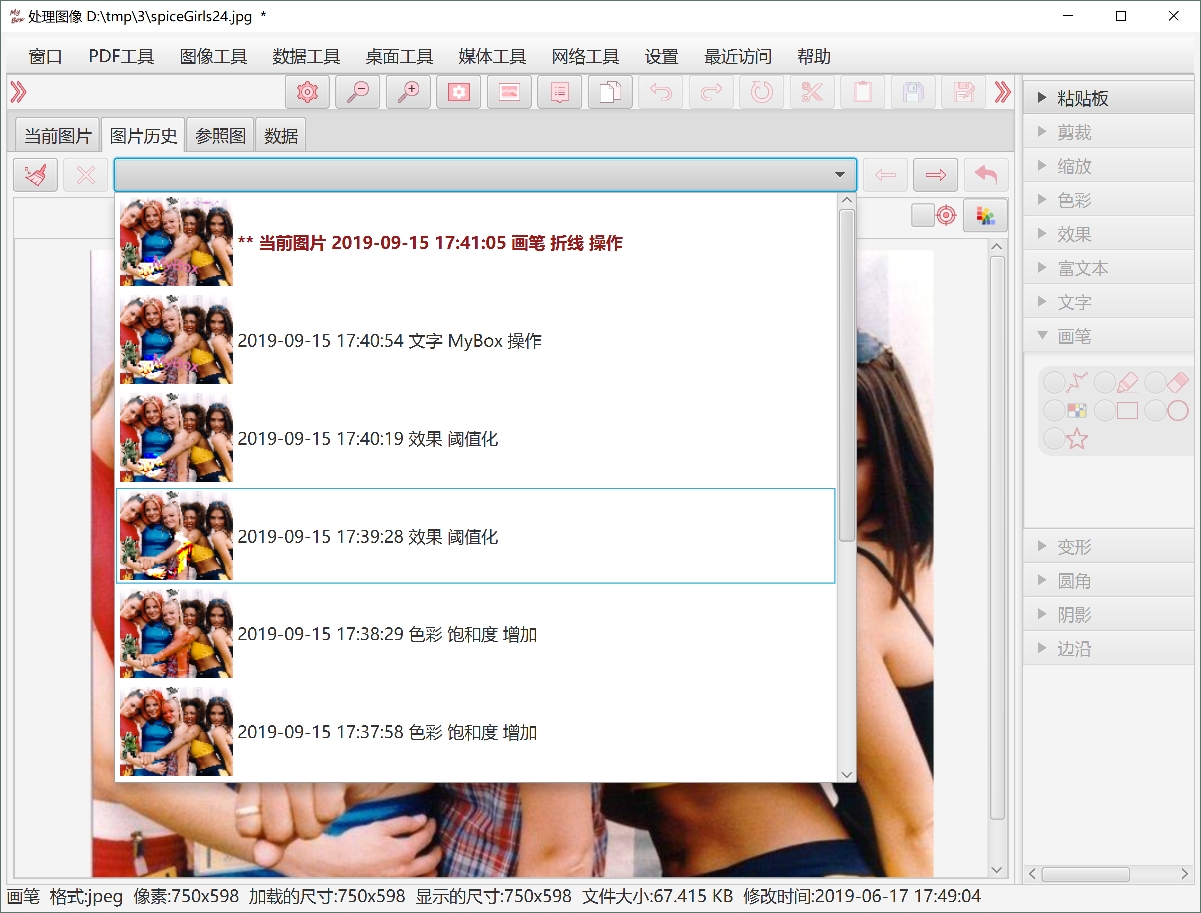 My Box 处理图像 D:\tmp\3\spiceGirls24.jpg *
窗口 PDF工具 图像工具 数据工具 桌面工具 媒体工具 网络工具 设置 最近访问 帮助
当前图片 图片历史 参照图 数据
** 当前图片 2019-09-15 17:41:05 画笔 折线 操作
2019-09-15 17:40:54 文字 MyBox 操作
2019-09-15 17:40:19 效果 阈值化
2019-09-15 17:39:28 效果 阈值化
2019-09-15 17:38:29 色彩 饱和度 增加
2019-09-15 17:37:58 色彩 饱和度 增加
粘贴板
剪裁
缩放
色彩
效果
富文本
文字
画笔
变形
圆角
阴影
边沿
画笔 格式:jpeg 像素:750x598 加载的尺寸:750x598 显示的尺寸:750x598 文件大小:67.415 KB 修改时间:2019-06-17 17:49:04